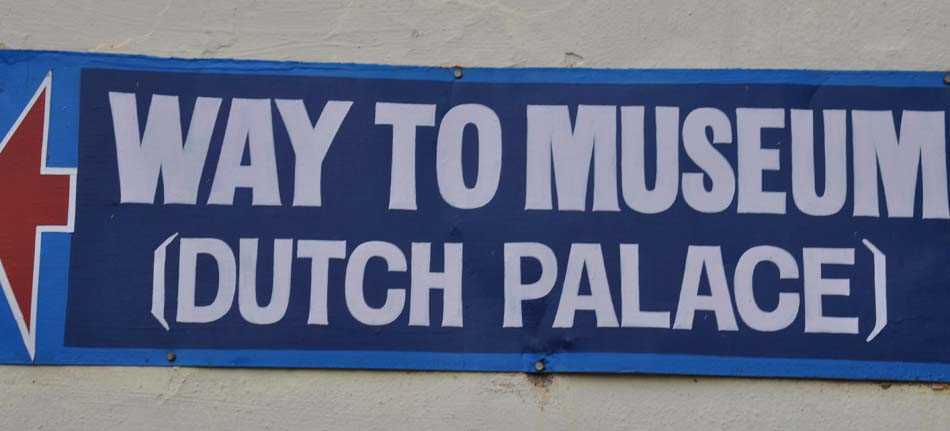 WAY TO MUSEUM
(DUTCH PALACE)